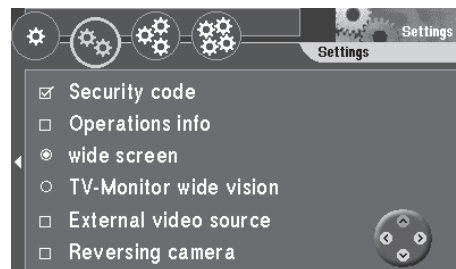 Settings
Settings
Security code
Operations info
wide screen
TV-Monitor wide vision
External video source
Reversing camera